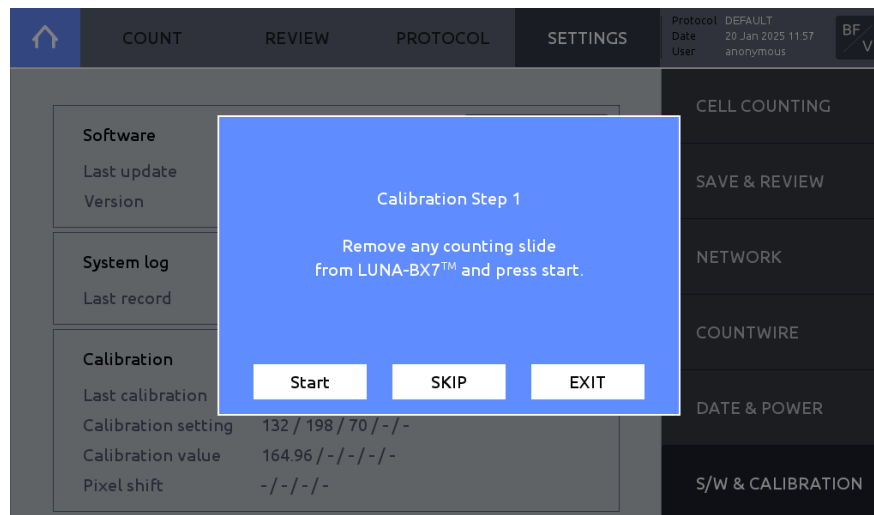 COUNT
REVIEW
PROTOCOL
SETTINGS
Protocol DEFAULT
Date 20 Jan 2025 11:57
User anonymous
BF
V
CELL COUNTING
SAVE & REVIEW
NETWORK
COUNTWIRE
DATE & POWER
S/W & CALIBRATION
Software
Last update
Version
System log
Last record
Calibration
Last calibration
Calibration setting 132 / 198 / 70 / - / -
Calibration value 164.96 / - / - / - / -
Pixel shift - / - / - / -
Calibration Step 1
Remove any counting slide
from LUNA-BX7™ and press start.
Start
SKIP
EXIT